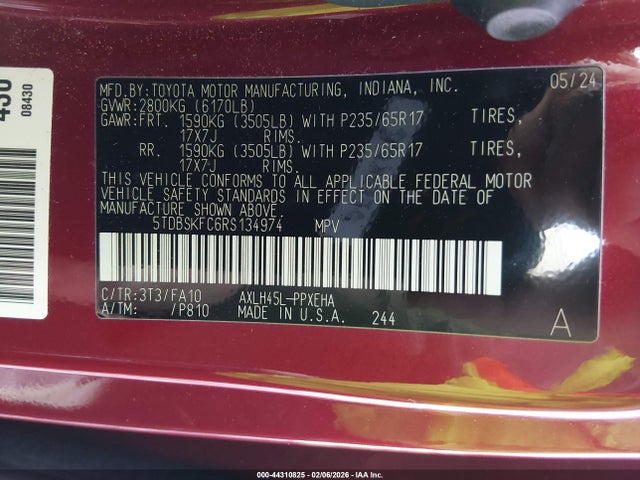 MFD.BY:TOYOTA MOTOR MANUFACTURING, INDIANA, INC. 05/24
GVWR:2800KG (6170LB)
GAWR:FRT. 1590KG (3505LB) WITH P235/65R17 TIRES,
17X7J RIMS.
RR. 1590KG (3505LB) WITH P235/65R17 TIRES,
17X7J RIMS.
THIS VEHICLE CONFORMS TO ALL APPLICABLE FEDERAL MOTOR
VEHICLE SAFETY STANDARDS IN EFFECT ON THE DATE OF
MANUFACTURE SHOWN ABOVE.
5TDBSKFC6RS134974 MPV
C/TR:3T3/FA10 AXLH45L-PPXEHA
A/TM: /P810 MADE IN U.S.A. 244
A
08430
000-44310825 - 02/06/2026 - IAA Inc.